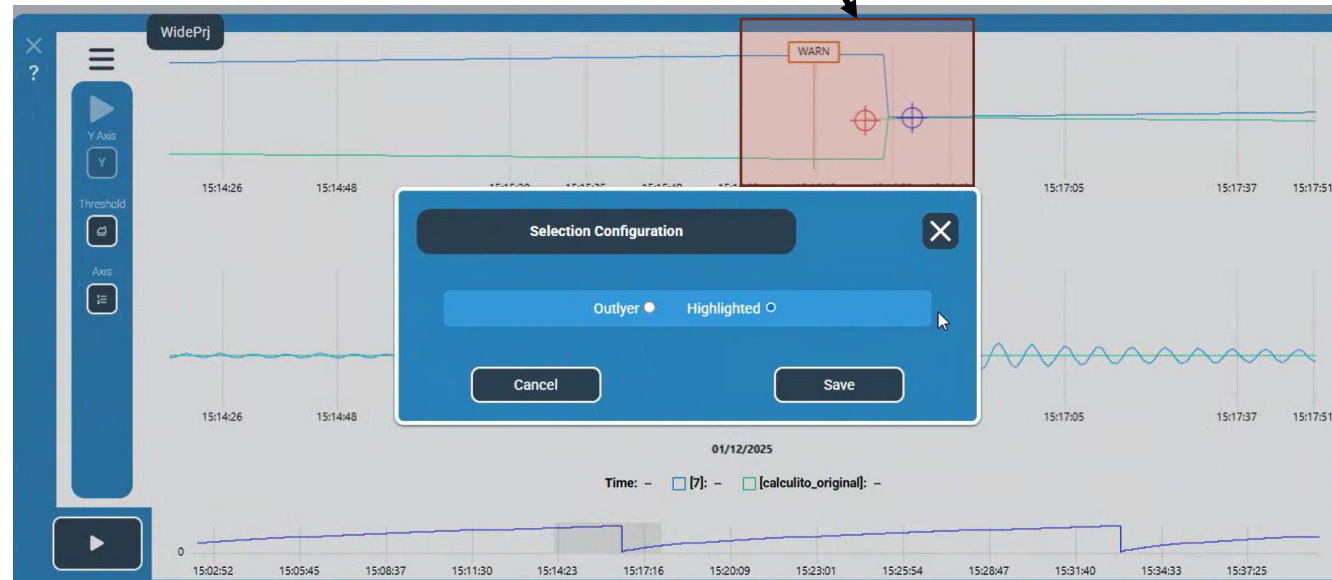 WidePrj
?
WARN
Y Axis
Y
Threshold
Axis
15:14:26 15:14:48 15:17:05 15:17:37 15:17:51
Selection Configuration
Outlyer Highlighted
Cancel Save
15:14:26 15:14:48 15:17:05 15:17:37 15:17:51
01/12/2025
Time: – [7]: – [calculito_original]: –
0
15:02:52 15:05:45 15:08:37 15:11:30 15:14:23 15:17:16 15:20:09 15:23:01 15:25:54 15:28:47 15:31:40 15:34:33 15:37:25